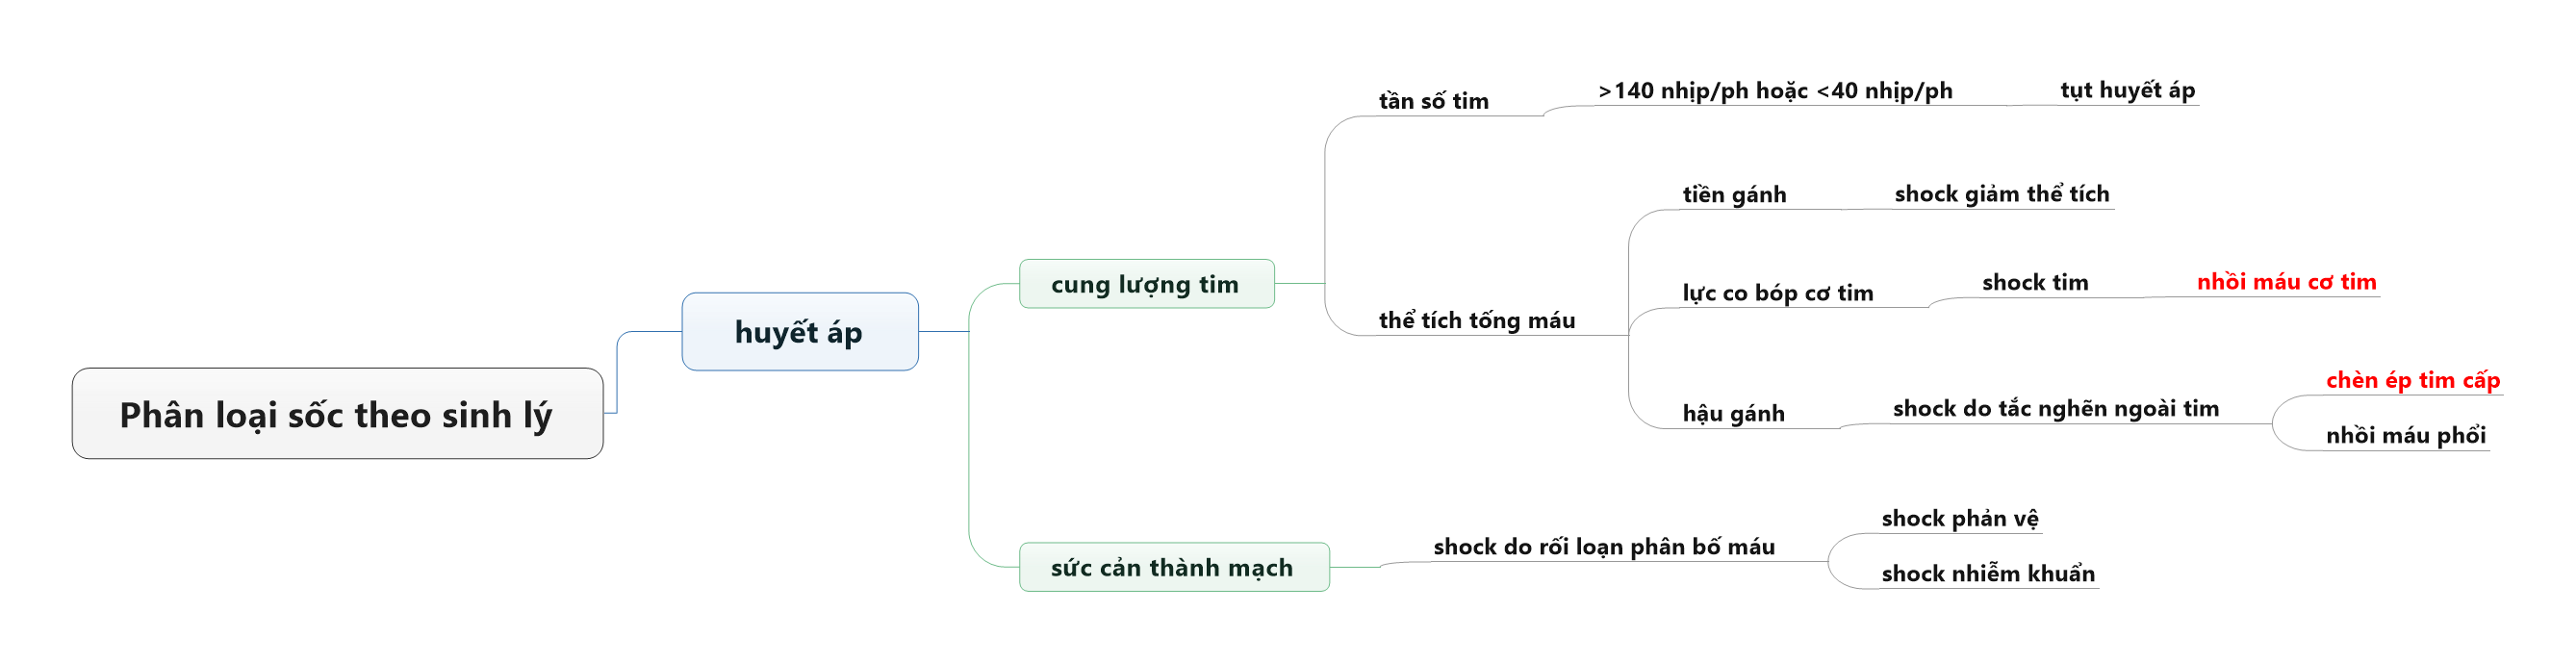 Phân loại sốc theo sinh lý
huyết áp
cung lượng tim
tần số tim
>140 nhịp/ph hoặc <40 nhịp/ph
tụt huyết áp
thể tích tống máu
tiền gánh
shock giảm thể tích
lực co bóp cơ tim
shock tim
nhồi máu cơ tim
hậu gánh
shock do tắc nghẽn ngoài tim
chèn ép tim cấp
nhồi máu phổi
sức cản thành mạch
shock do rối loạn phân bố máu
shock phản vệ
shock nhiễm khuẩn